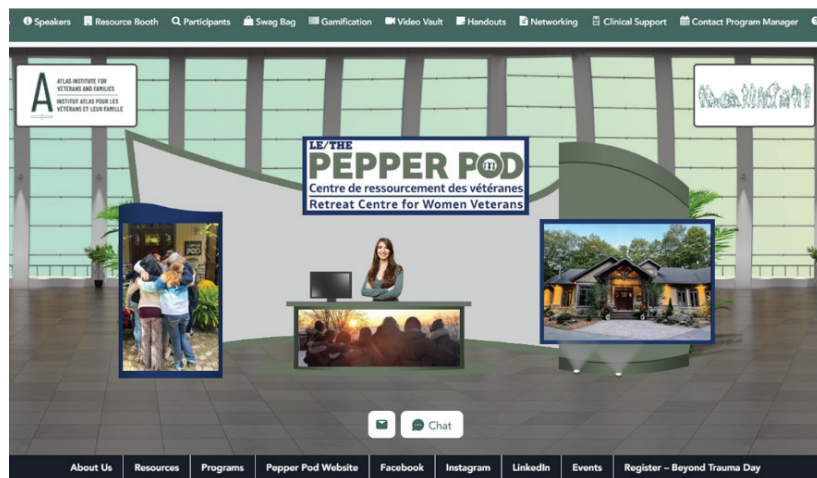 Speakers
Resource Booth
Participants
Swag Bag
Gamification
Video Vault
Handouts
Networking
Clinical Support
Contact Program Manager
A
ATLAS INSTITUTE FOR
VETERANS AND FAMILIES
INSTITUT ATLAS POUR LES
VÉTÉRANS ET LEUR FAMILLE
LE/THE
PEPPER POD
Centre de ressourcement des vétéranes
Retreat Centre for Women Veterans
POD
Chat
About Us
Resources
Programs
Pepper Pod Website
Facebook
Instagram
LinkedIn
Events
Register – Beyond Trauma Day